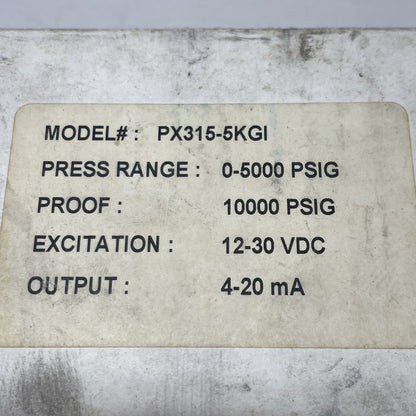 MODEL# : PX315-5KGI
PRESS RANGE : 0-5000 PSIG
PROOF : 10000 PSIG
EXCITATION : 12-30 VDC
OUTPUT : 4-20 mA